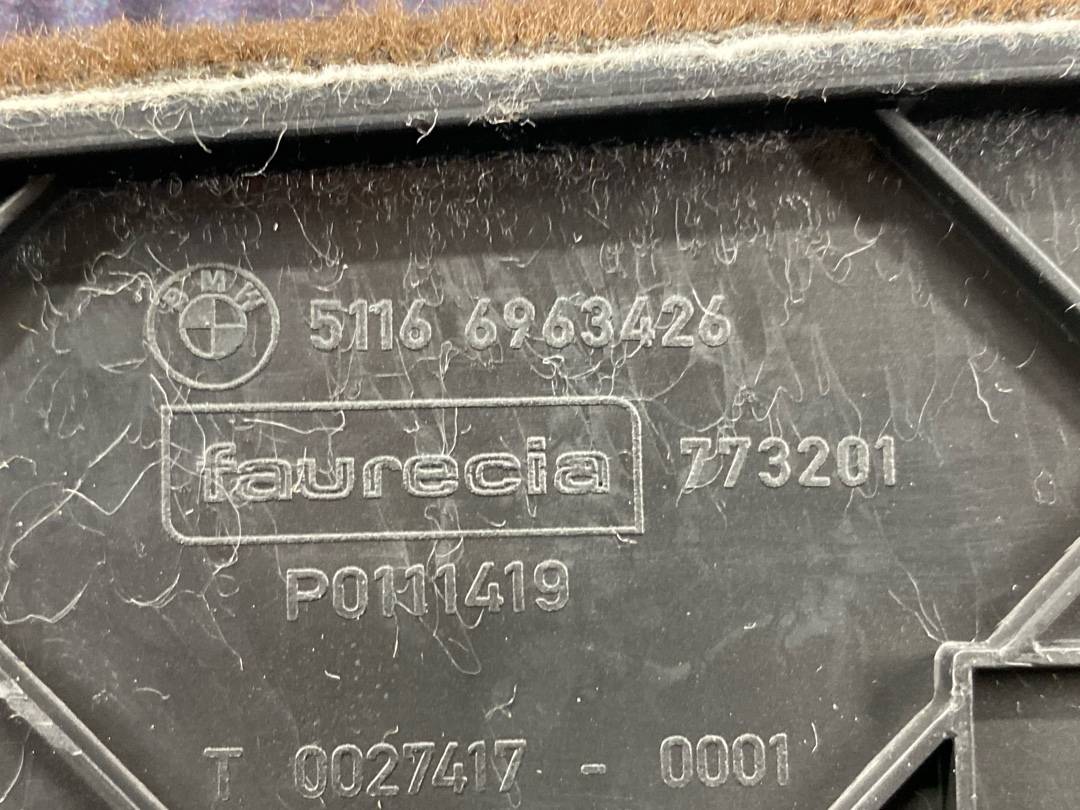 BMW 5116 6963426
faurecia 773201
P0111419
T 0027417 - 0001